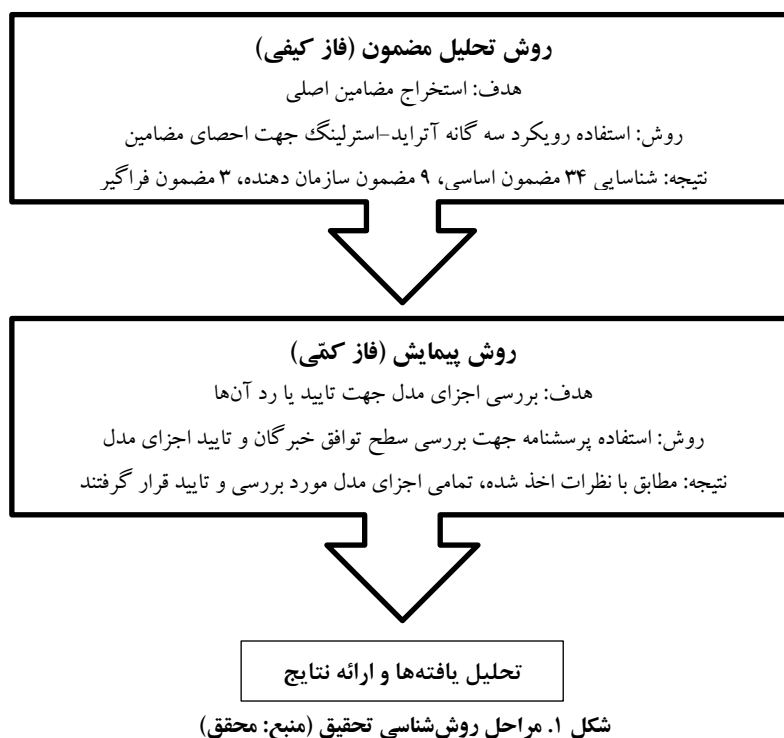 روش تحلیل مضمون (فاز کیفی)
هدف: استخراج مضامین اصلی
روش: استفاده رویکرد سه گانه آتراید-استرلینگ جهت احصای مضامین
نتیجه: شناسایی ۳۴ مضمون اساسی، ۹ مضمون سازمان دهنده، ۳ مضمون فراگیر
روش پیمایش (فاز کمّی)
هدف: بررسی اجزای مدل جهت تایید یا رد آن‌ها
روش: استفاده پرسشنامه جهت بررسی سطح توافق خبرگان و تایید اجزای مدل
نتیجه: مطابق با نظرات اخذ شده، تمامی اجزای مدل مورد بررسی و تایید قرار گرفتند
تحلیل یافته‌ها و ارائه نتایج
شکل ۱. مراحل روش‌شناسی تحقیق (منبع: محقق)